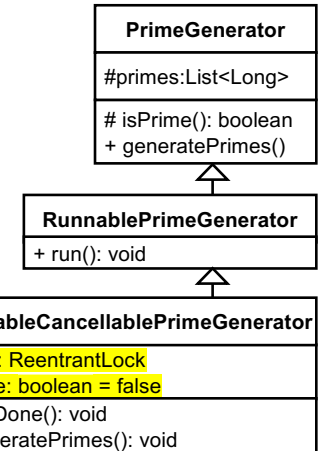 PrimeGenerator
#primes:List<Long>
# isPrime(): boolean
+ generatePrimes()
RunnablePrimeGenerator
+ run(): void
ableCancellablePrimeGenerator
: ReentrantLock
e: boolean = false
Done(): void
eratePrimes(): void